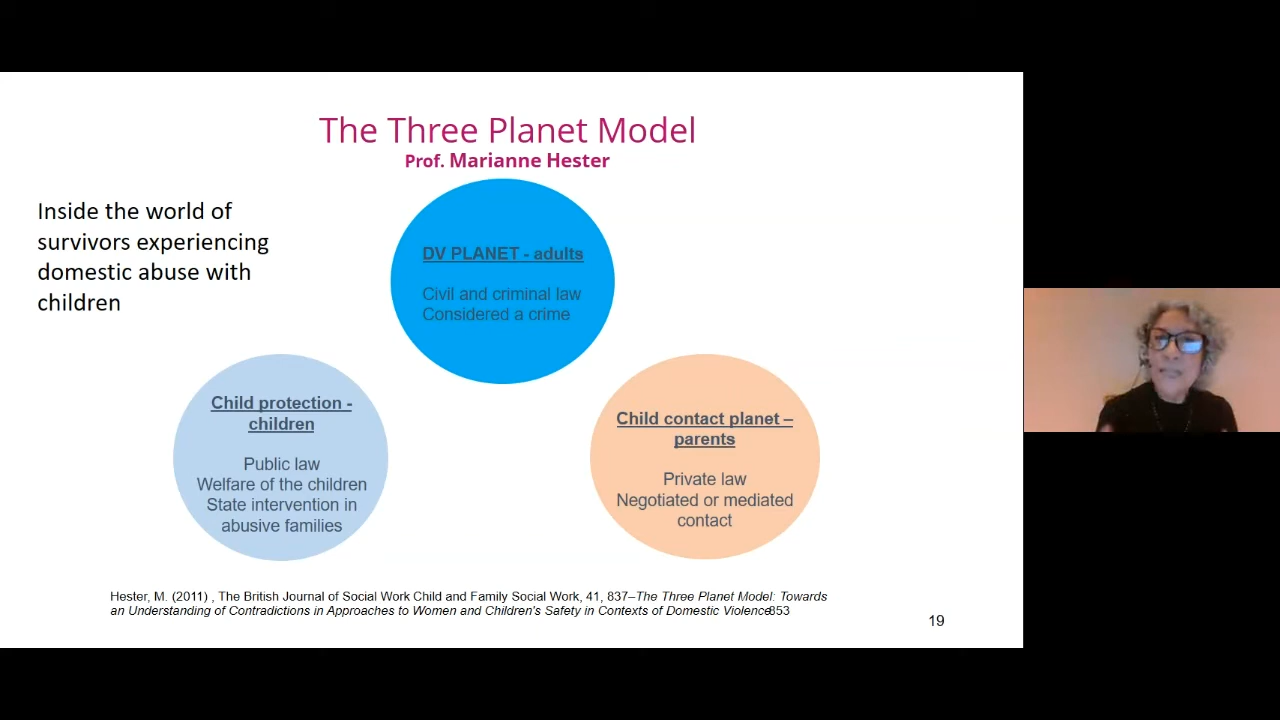 The Three Planet Model
Prof. Marianne Hester
Inside the world of
survivors experiencing
domestic abuse with
children
DV PLANET - adults
Civil and criminal law
Considered a crime
Child protection -
children
Public law
Welfare of the children
State intervention in
abusive families
Child contact planet –
parents
Private law
Negotiated or mediated
contact
Hester, M. (2011) , The British Journal of Social Work Child and Family Social Work, 41, 837–The Three Planet Model: Towards
an Understanding of Contradictions in Approaches to Women and Children's Safety in Contexts of Domestic Violence853
19